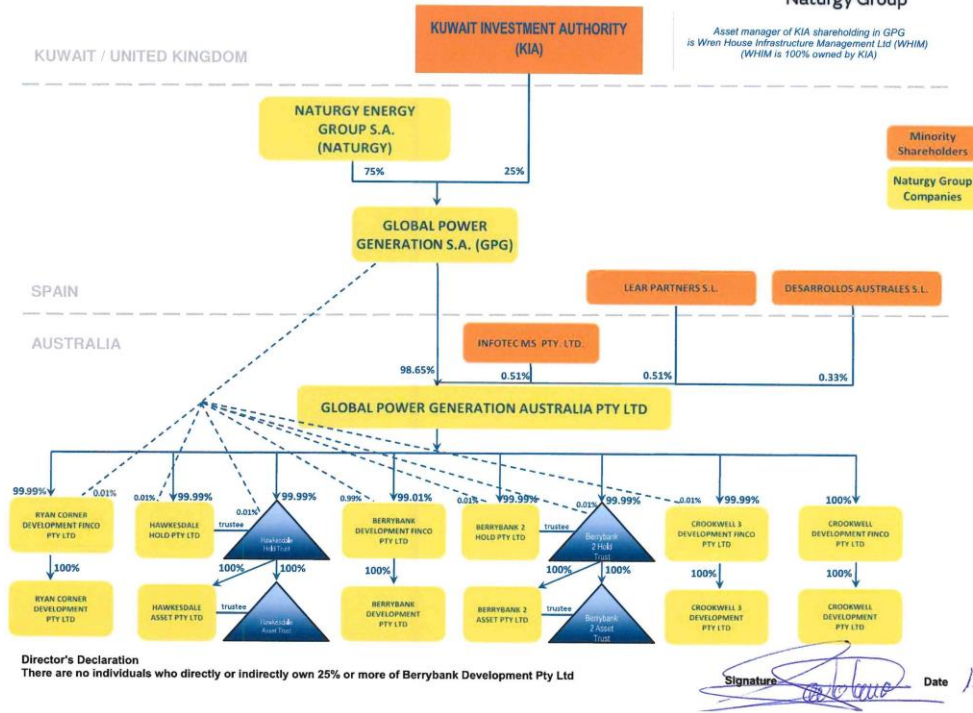 Naturgy Group
KUWAIT INVESTMENT AUTHORITY
(KIA)
Asset manager of KIA shareholding in GPG
is Wren House Infrastructure Management Ltd (WHIM)
(WHIM is 100% owned by KIA)
KUWAIT / UNITED KINGDOM
NATURGY ENERGY
GROUP S.A.
(NATURGY)
Minority
Shareholders
75%
25%
Naturgy Group
Companies
GLOBAL POWER
GENERATION S.A. (GPG)
SPAIN
LEAR PARTNERS S.L.
DESARROLLOS AUSTRALES S.L.
AUSTRALIA
INFOTEC MS PTY. LTD.
98.65%
0.51%
0.51%
0.33%
GLOBAL POWER GENERATION AUSTRALIA PTY LTD
99.99%
0.01%
0.01%
99.99%
0.01%
99.99%
0.99%
99.01%
0.01%
99.99%
0.01%
99.99%
0.01%
99.99%
100%
RYAN CORNER
DEVELOPMENT FINCO
PTY LTD
HAWKESDALE
HOLD PTY LTD
trustee
Hawkesdale
Hold Trust
BERRYBANK
DEVELOPMENT FINCO
PTY LTD
BERRYBANK 2
HOLD PTY LTD
trustee
Berrybank
2 Hold
Trust
CROOKWELL 3
DEVELOPMENT FINCO
PTY LTD
CROOKWELL
DEVELOPMENT FINCO
PTY LTD
100%
100%
100%
100%
100%
100%
100%
100%
RYAN CORNER
DEVELOPMENT
PTY LTD
HAWKESDALE
ASSET PTY LTD
trustee
Hawkesdale
Asset Trust
BERRYBANK
DEVELOPMENT
PTY LTD
BERRYBANK 2
ASSET PTY LTD
trustee
Berrybank
2 Asset
Trust
CROOKWELL 3
DEVELOPMENT
PTY LTD
CROOKWELL
DEVELOPMENT
PTY LTD
Director's Declaration
There are no individuals who directly or indirectly own 25% or more of Berrybank Development Pty Ltd
Signature
Date